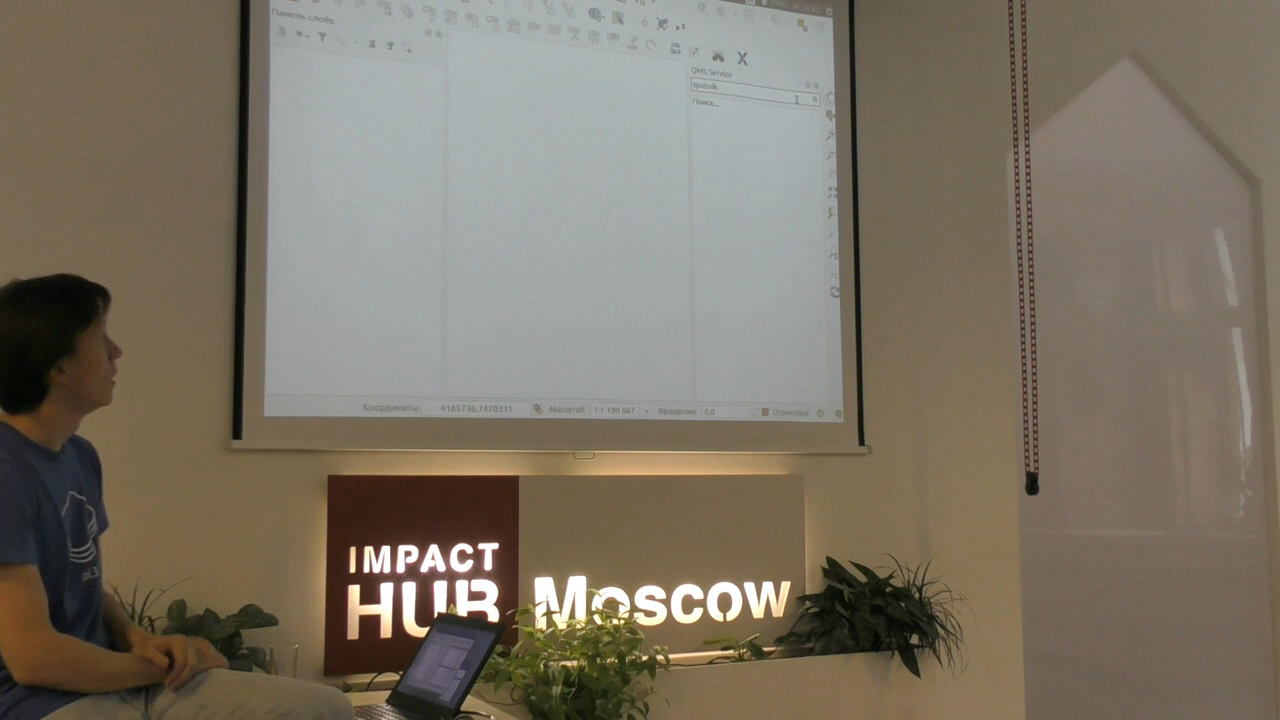 Панель слоёв
QMS Service
sputnik
Поиск...
Координаты 4165736,7470331 Масштаб 1:1 190 667 Вращение 0,0 Отрисовка
IMPACT
HUB Moscow